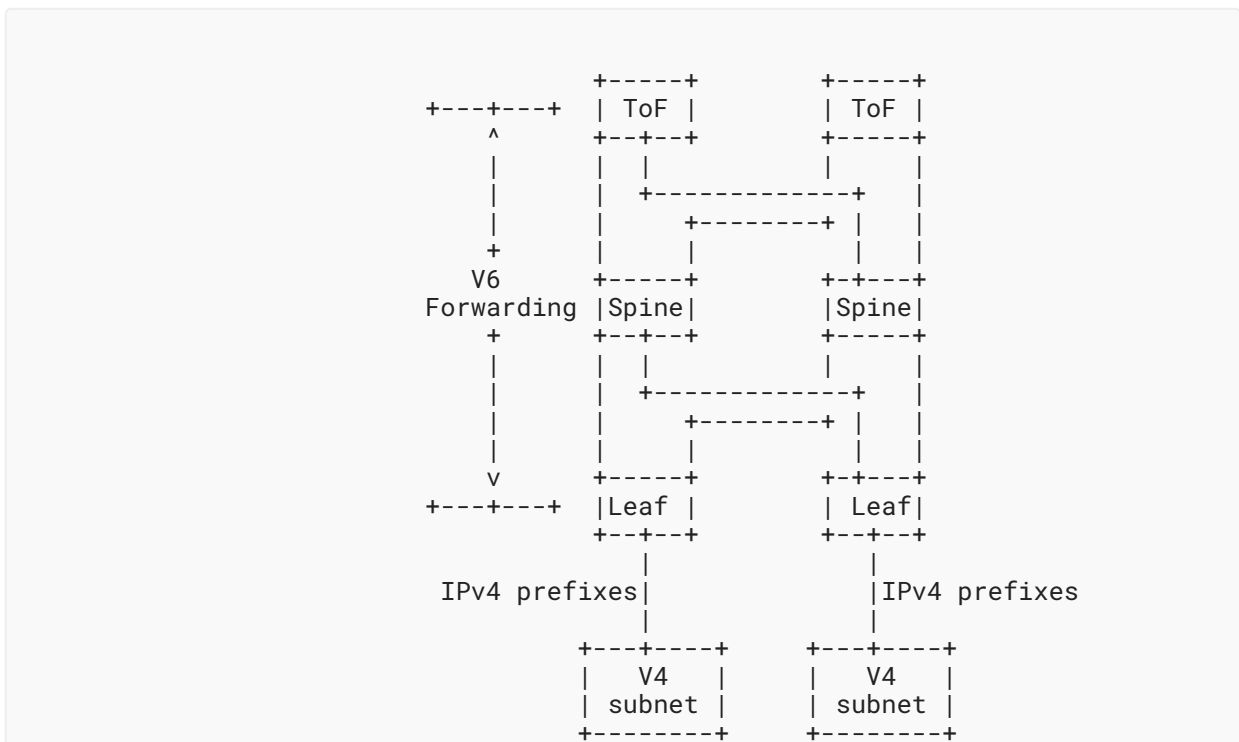 ToF ToF
V6
Forwarding Spine Spine
Leaf Leaf
IPv4 prefixes IPv4 prefixes
V4 V4
subnet subnet